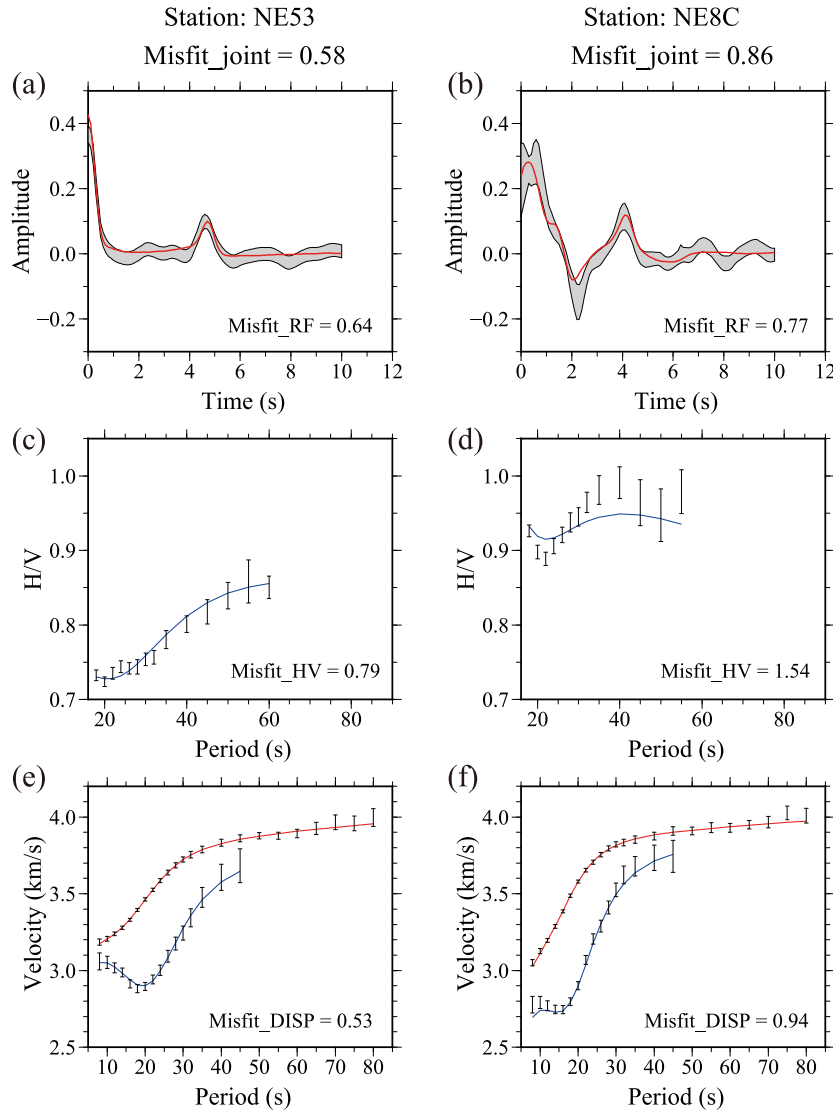 Station: NE53
Misfit_joint = 0.58
Station: NE8C
Misfit_joint = 0.86
(a)
0.4
0.2
0.0
−0.2
Amplitude
Misfit_RF = 0.64
0 2 4 6 8 10 12
Time (s)
(b)
0.4
0.2
0.0
−0.2
Amplitude
Misfit_RF = 0.77
0 2 4 6 8 10 12
Time (s)
(c)
1.0
0.9
0.8
0.7
H/V
Misfit_HV = 0.79
20 40 60 80
Period (s)
(d)
1.0
0.9
0.8
0.7
H/V
Misfit_HV = 1.54
20 40 60 80
Period (s)
(e)
4.0
3.5
3.0
2.5
Velocity (km/s)
Misfit_DISP = 0.53
10 20 30 40 50 60 70 80
Period (s)
(f)
4.0
3.5
3.0
2.5
Velocity (km/s)
Misfit_DISP = 0.94
10 20 30 40 50 60 70 80
Period (s)